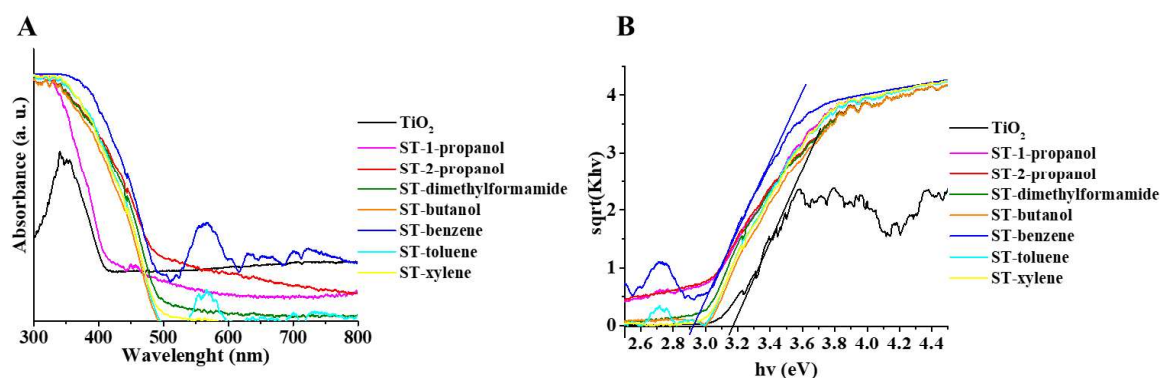 A
Absorbance (a. u.)
300 400 500 600 700 800
Wavelenght (nm)
TiO₂
ST-1-propanol
ST-2-propanol
ST-dimethylformamide
ST-butanol
ST-benzene
ST-toluene
ST-xylene
B
sqrt(Khv)
4
3
2
1
0
2.6 2.8 3.0 3.2 3.4 3.6 3.8 4.0 4.2 4.4
hv (eV)
TiO₂
ST-1-propanol
ST-2-propanol
ST-dimethylformamide
ST-butanol
ST-benzene
ST-toluene
ST-xylene